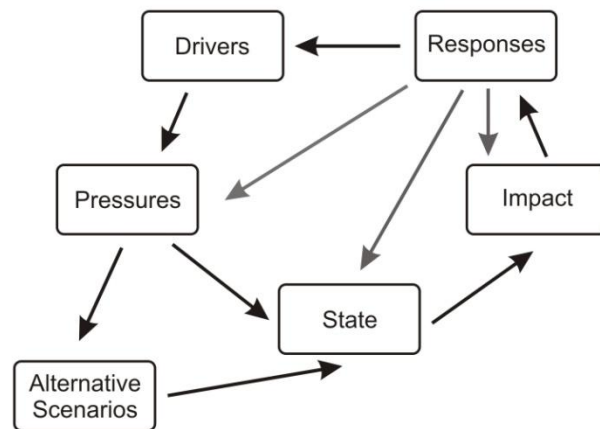 Drivers
Responses
Pressures
Impact
State
Alternative
Scenarios